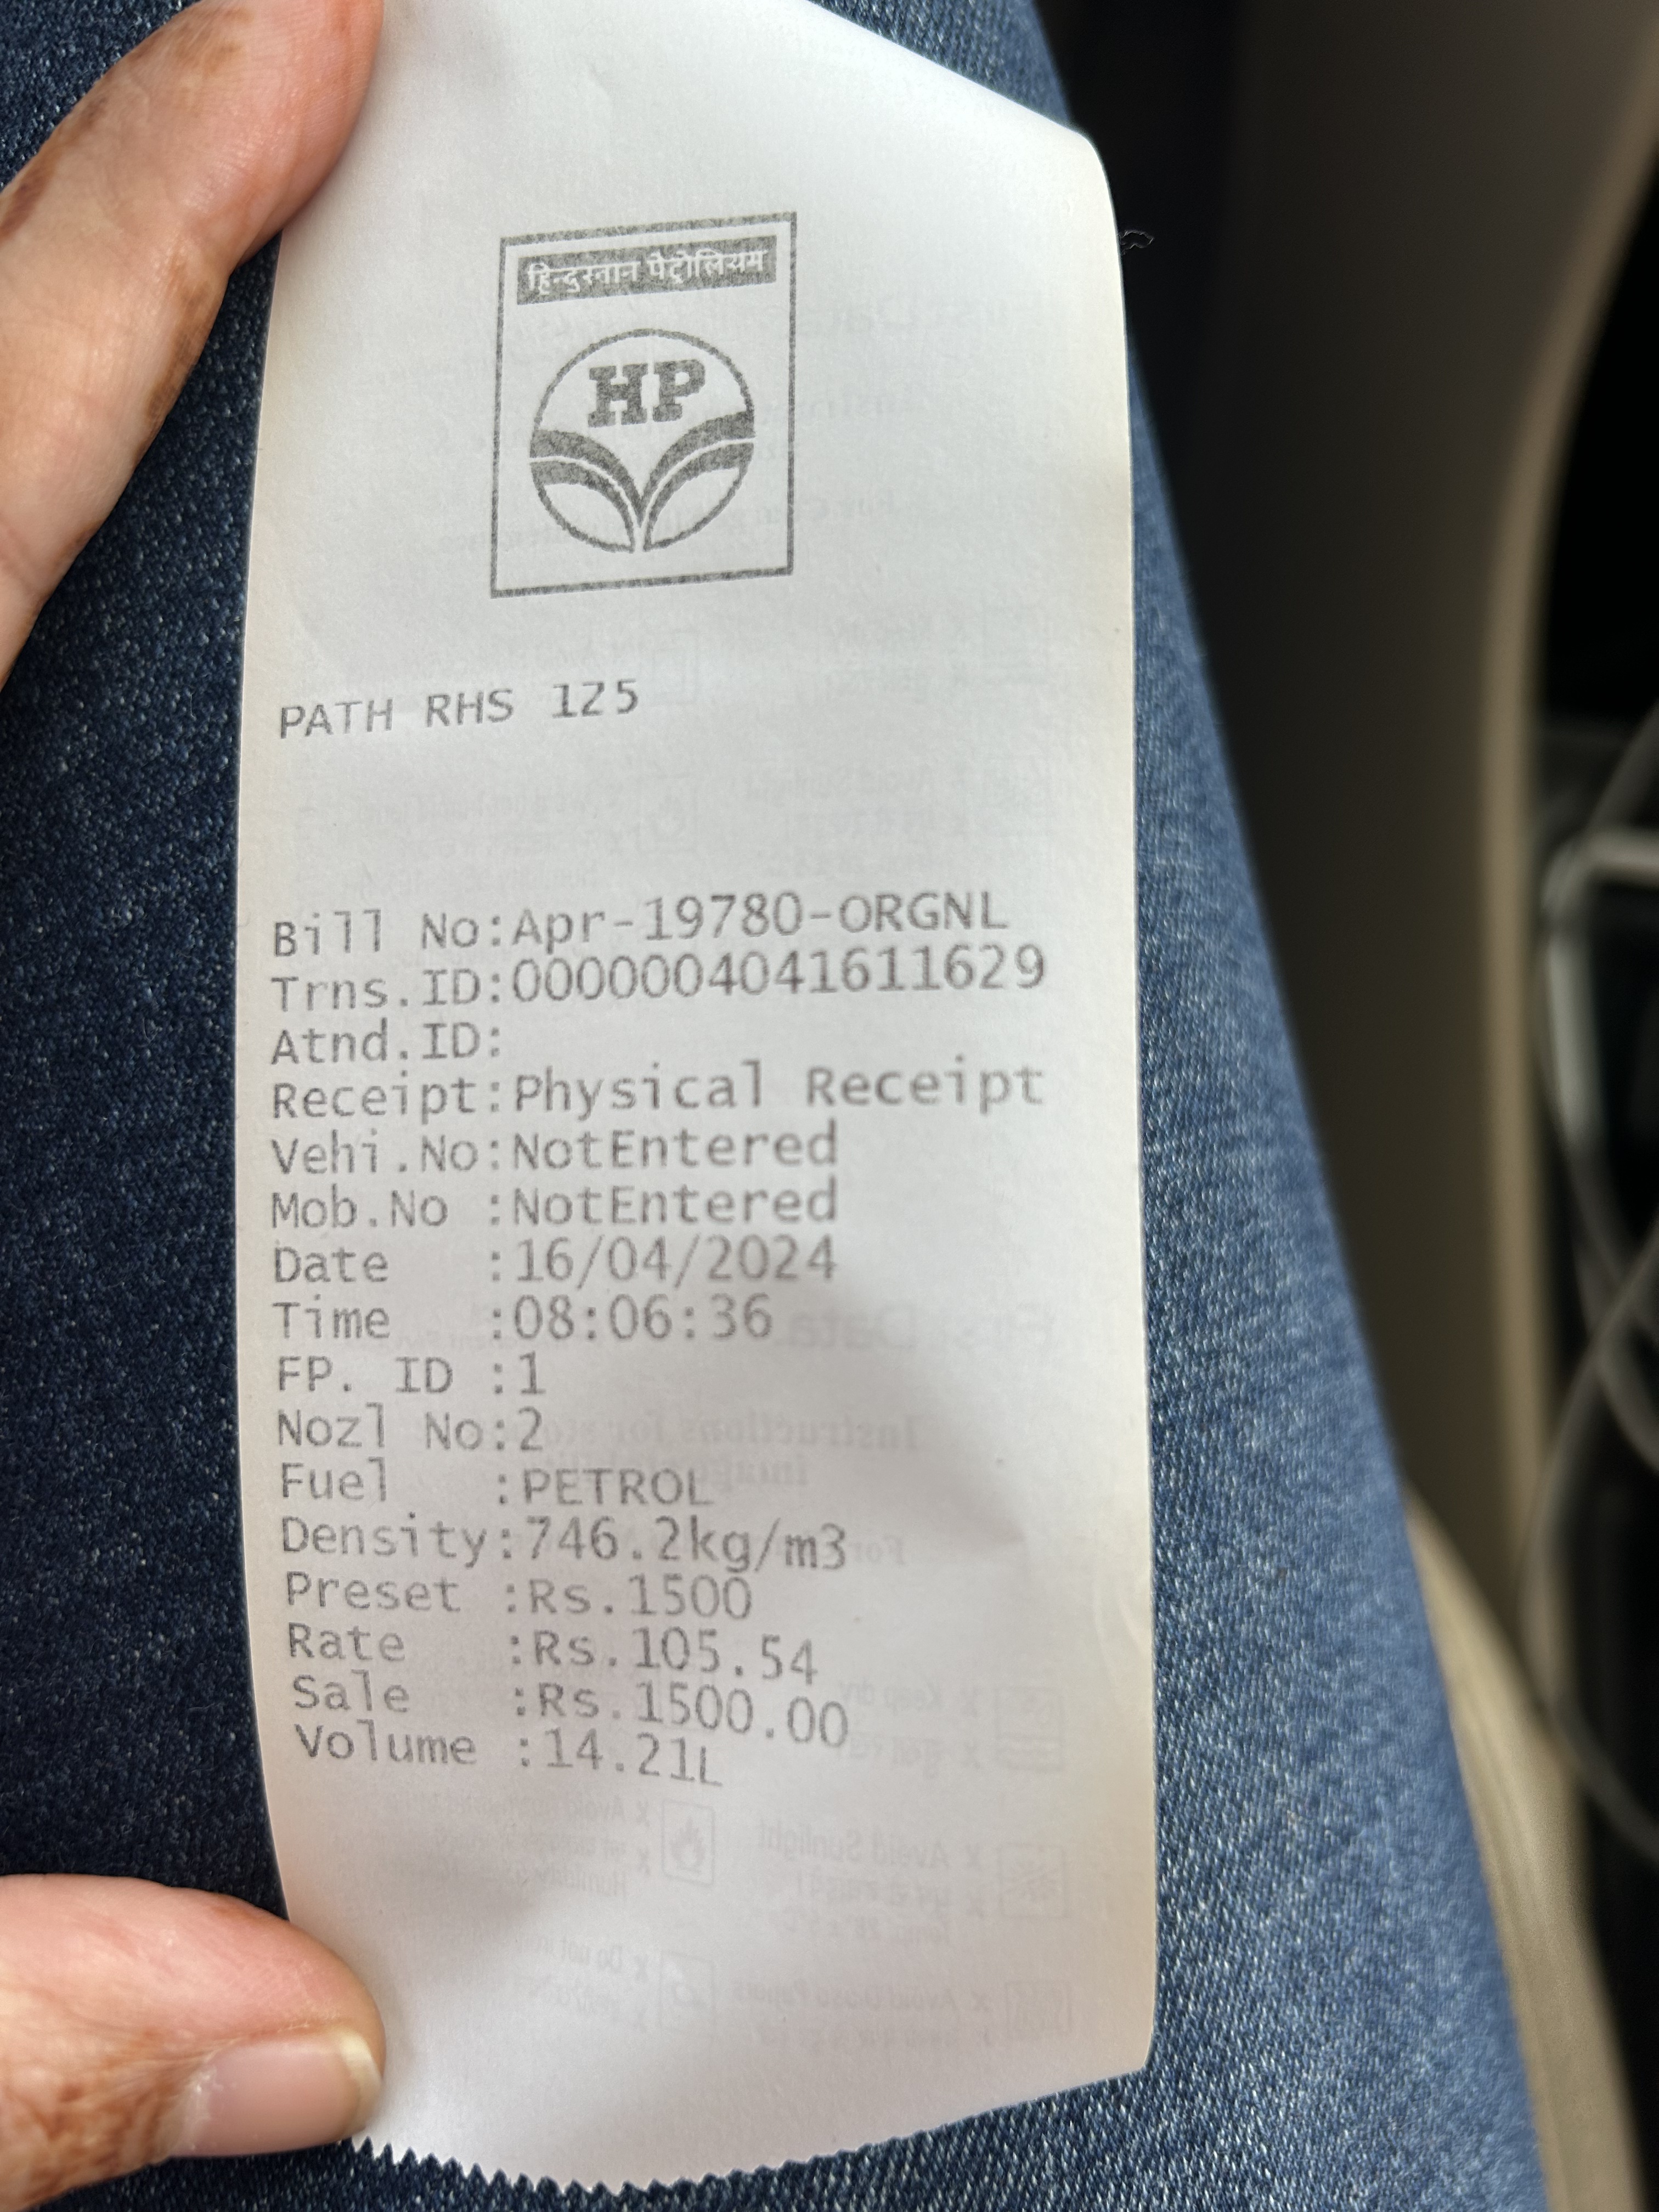 हिन्दुस्तान पेट्रोलियम
HP
PATH RHS 125
Bill No:Apr-19780-ORGNL
Trns.ID:0000004041611629
Atnd.ID:
Receipt:Physical Receipt
Vehi.No:NotEntered
Mob.No :NotEntered
Date :16/04/2024
Time :08:06:36
FP. ID :1
Nozl No:2
Fuel :PETROL
Density:746.2kg/m3
Preset :Rs.1500
Rate :Rs.105.54
Sale :Rs.1500.00
Volume :14.21L